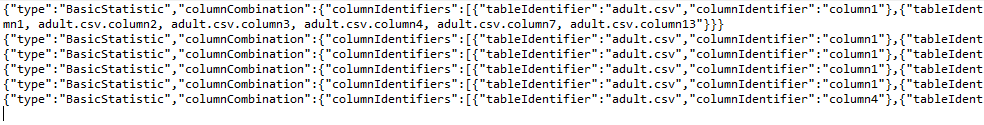 {"type":"BasicStatistic","columnCombination":{"columnIdentifiers":[{"tableIdentifier":"adult.csv","columnIdentifier":"column1"},{"tableIdent
mn1, adult.csv.column2, adult.csv.column3, adult.csv.column4, adult.csv.column7, adult.csv.column13"}}}
{"type":"BasicStatistic","columnCombination":{"columnIdentifiers":[{"tableIdentifier":"adult.csv","columnIdentifier":"column1"},{"tableIdent
{"type":"BasicStatistic","columnCombination":{"columnIdentifiers":[{"tableIdentifier":"adult.csv","columnIdentifier":"column1"},{"tableIdent
{"type":"BasicStatistic","columnCombination":{"columnIdentifiers":[{"tableIdentifier":"adult.csv","columnIdentifier":"column1"},{"tableIdent
{"type":"BasicStatistic","columnCombination":{"columnIdentifiers":[{"tableIdentifier":"adult.csv","columnIdentifier":"column1"},{"tableIdent
{"type":"BasicStatistic","columnCombination":{"columnIdentifiers":[{"tableIdentifier":"adult.csv","columnIdentifier":"column4"},{"tableIdent